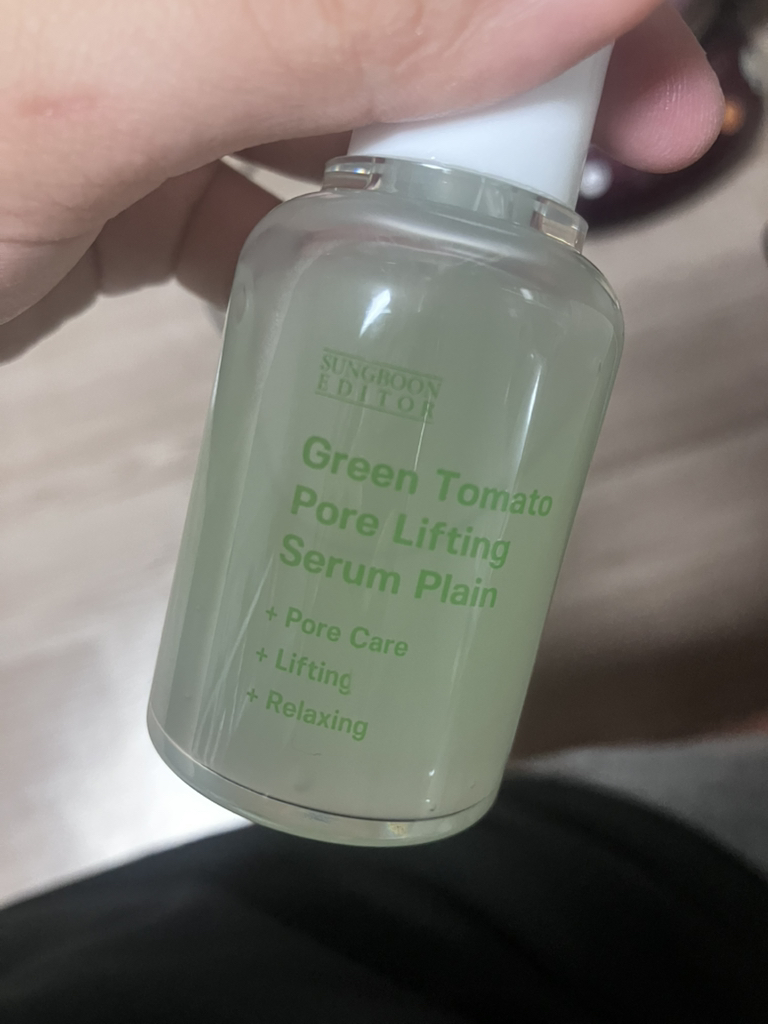 SUNGBOON
EDITOR
Green Tomato
Pore Lifting
Serum Plain
+ Pore Care
+ Lifting
+ Relaxing